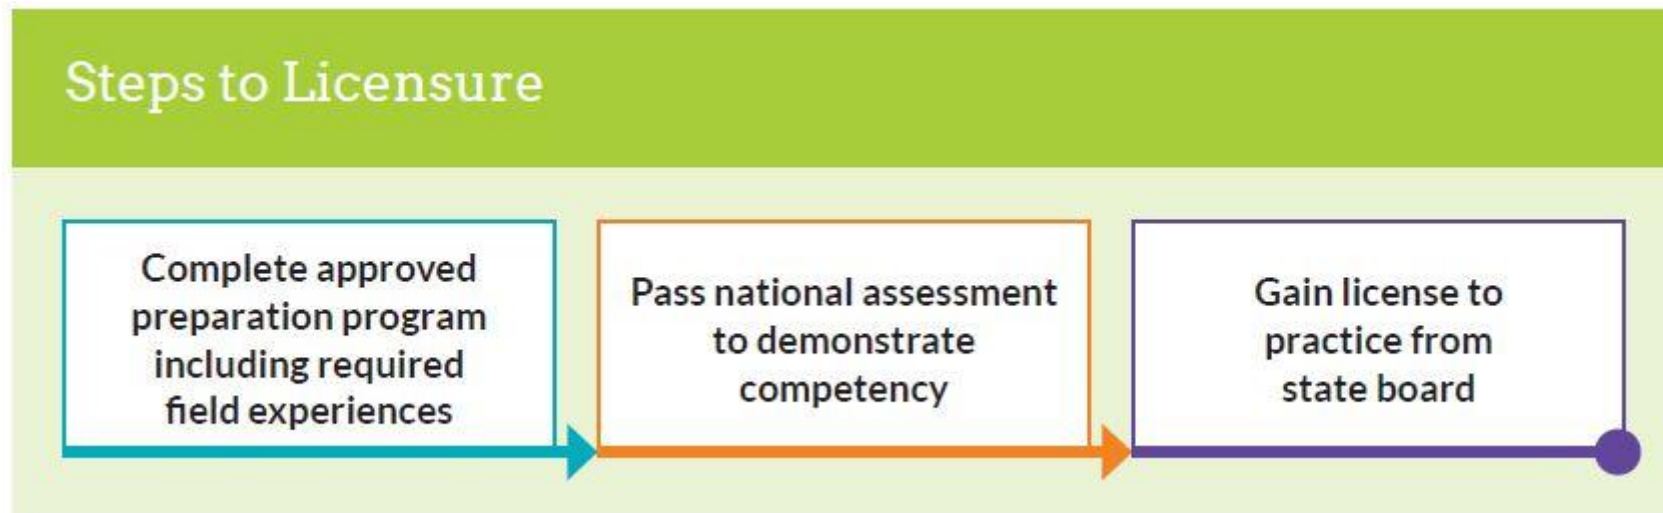 Steps to Licensure
Complete approved
preparation program
including required
field experiences
Pass national assessment
to demonstrate
competency
Gain license to
practice from
state board